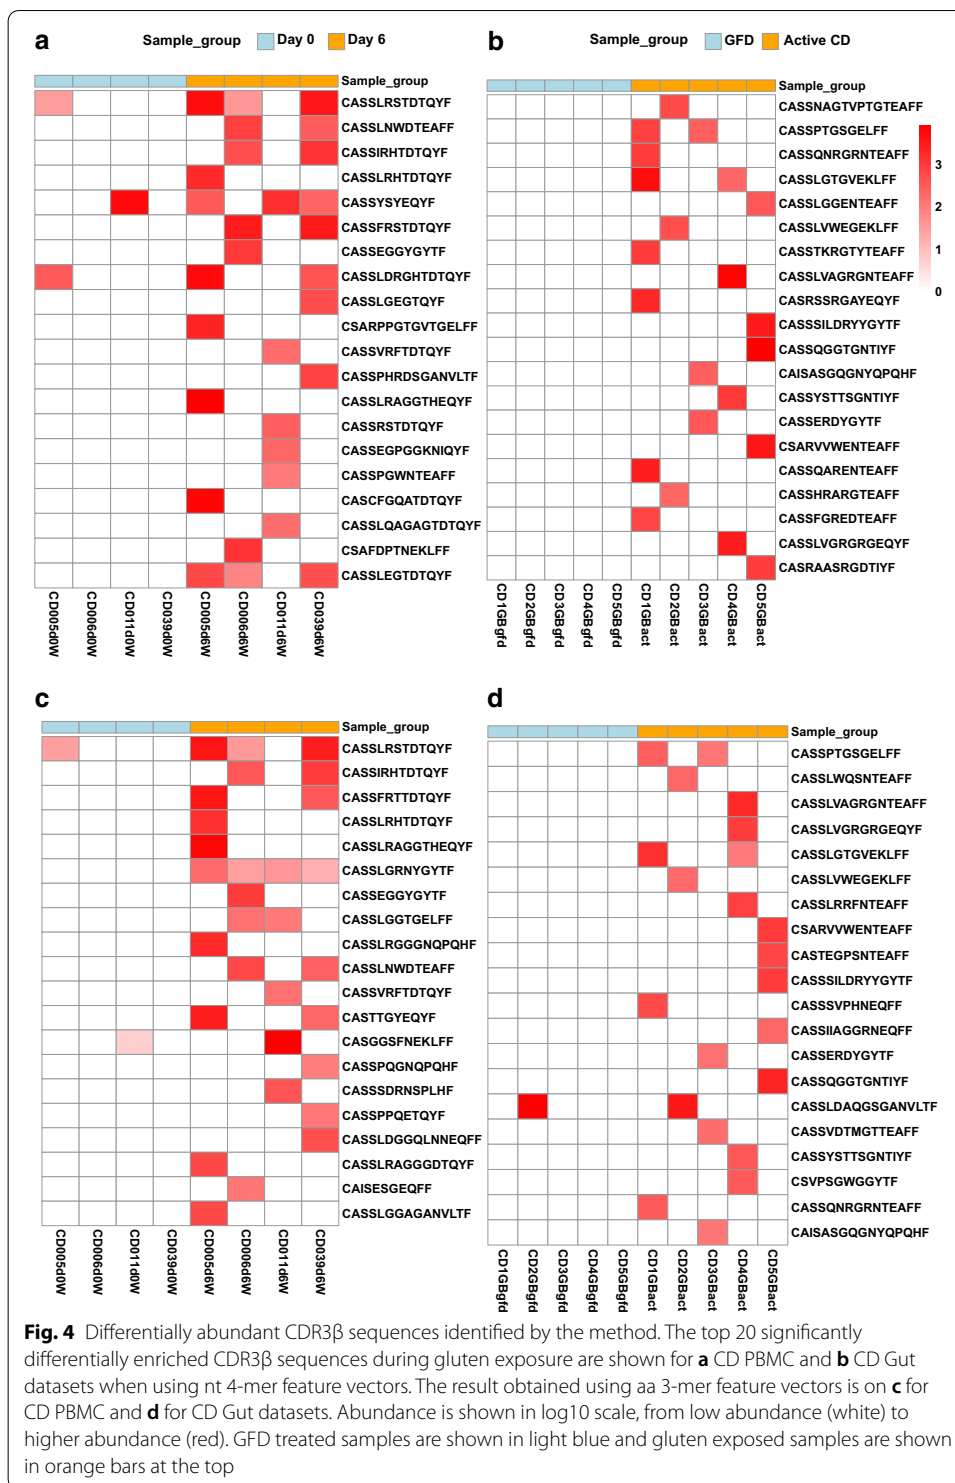 a
Sample_group Day 0 Day 6
Sample_group
CASSLRSTDTQYF
CASSLNWDTEAFF
CASSIRHTDTQYF
CASSLRHTDTQYF
CASSYSYEQYF
CASSFRSTDTQYF
CASSEGGYGYTF
CASSLDRGHTDTQYF
CASSLGEGTQYF
CSARPPGTGVTGELFF
CASSVRFTDTQYF
CASSPHRDSGANVLTF
CASSLRAGGTHEQYF
CASSRSTDTQYF
CASSEGPGGKNIQYF
CASSPGWNTEAFF
CASCFGQATDTQYF
CASSLQAGAGTDTQYF
CSAFDPTNEKLFF
CASSLEGTDTQYF
CD005d0W
CD006d0W
CD011d0W
CD039d0W
CD005d6W
CD006d6W
CD011d6W
CD039d6W
b
Sample_group GFD Active CD
Sample_group
CASSNAGTVPTGTEAFF
CASSPTGSGELFF
CASSQNRGRNTEAFF
CASSLGTGVEKLFF
CASSLGGENTEAFF
CASSLVWEGEKLFF
CASSTKRGTYTEAFF
CASSLVAGRGNTEAFF
CASRSSRGAYEQYF
CASSSILDRYYGYTF
CASSQGGTGNTIYF
CAISASGQGNYQPQHF
CASSYSTTSGNTIYF
CASSERDYGYTF
CSARVVWENTEAFF
CASSQARENTEAFF
CASSHRARGTEAFF
CASSFGREDTEAFF
CASSLVGRGRGEQYF
CASRAASRGDTIYF
3
2
1
0
CD1GBgfd
CD2GBgfd
CD3GBgfd
CD4GBgfd
CD5GBgfd
CD1GBact
CD2GBact
CD3GBact
CD4GBact
CD5GBact
c
Sample_group
CASSLRSTDTQYF
CASSIRHTDTQYF
CASSFRTTDTQYF
CASSLRHTDTQYF
CASSLRAGGTHEQYF
CASSLGRNYGYTF
CASSEGGYGYTF
CASSLGGTGELFF
CASSLRGGGNQPQHF
CASSLNWDTEAFF
CASSVRFTDTQYF
CASTTGYEQYF
CASGGSFNEKLFF
CASSPQGNQPQHF
CASSSDRNSPLHF
CASSPPQETQYF
CASSLDGGQLNNEQFF
CASSLRAGGGDTQYF
CAISESGEQFF
CASSLGGAGANVLTF
CD005d0W
CD006d0W
CD011d0W
CD039d0W
CD005d6W
CD006d6W
CD011d6W
CD039d6W
d
Sample_group
CASSPTGSGELFF
CASSLWQSNTEAFF
CASSLVAGRGNTEAFF
CASSLVGRGRGEQYF
CASSLGTGVEKLFF
CASSLVWEGEKLFF
CASSLRRFNTEAFF
CSARVVWENTEAFF
CASTEGPSNTEAFF
CASSSILDRYYGYTF
CASSSVPHNEQFF
CASSIIAGGRNEQFF
CASSERDYGYTF
CASSQGGTGNTIYF
CASSLDAQGSGANVLTF
CASSVDTMGTTEAFF
CASSYSTTSGNTIYF
CSVPSGWGGYTF
CASSQNRGRNTEAFF
CAISASGQGNYQPQHF
CD1GBgfd
CD2GBgfd
CD3GBgfd
CD4GBgfd
CD5GBgfd
CD1GBact
CD2GBact
CD3GBact
CD4GBact
CD5GBact
Fig. 4 Differentially abundant CDR3β sequences identified by the method. The top 20 significantly
differentially enriched CDR3β sequences during gluten exposure are shown for a CD PBMC and b CD Gut
datasets when using nt 4-mer feature vectors. The result obtained using aa 3-mer feature vectors is on c for
CD PBMC and d for CD Gut datasets. Abundance is shown in log10 scale, from low abundance (white) to
higher abundance (red). GFD treated samples are shown in light blue and gluten exposed samples are shown
in orange bars at the top